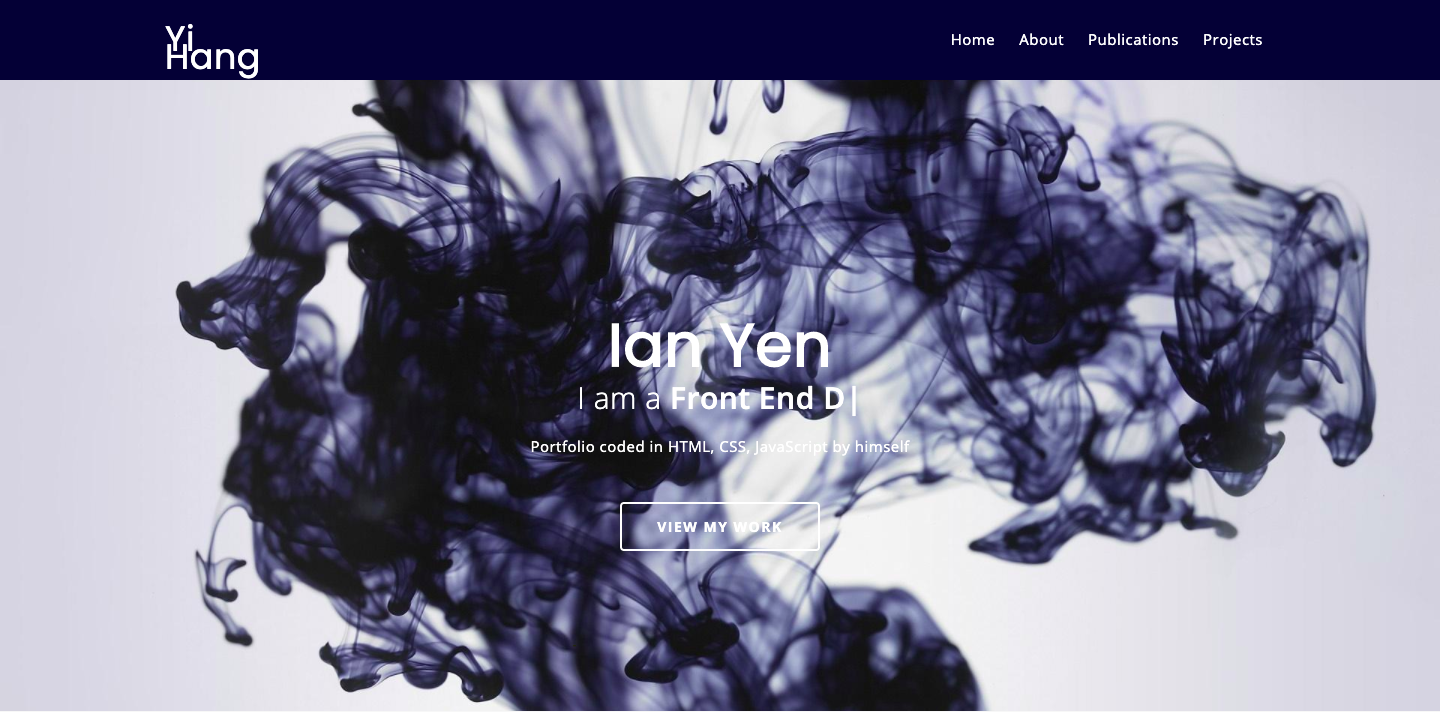 Yi
Hang
Home About Publications Projects
Ian Yen
I am a Front End D|
Portfolio coded in HTML, CSS, JavaScript by himself
VIEW MY WORK